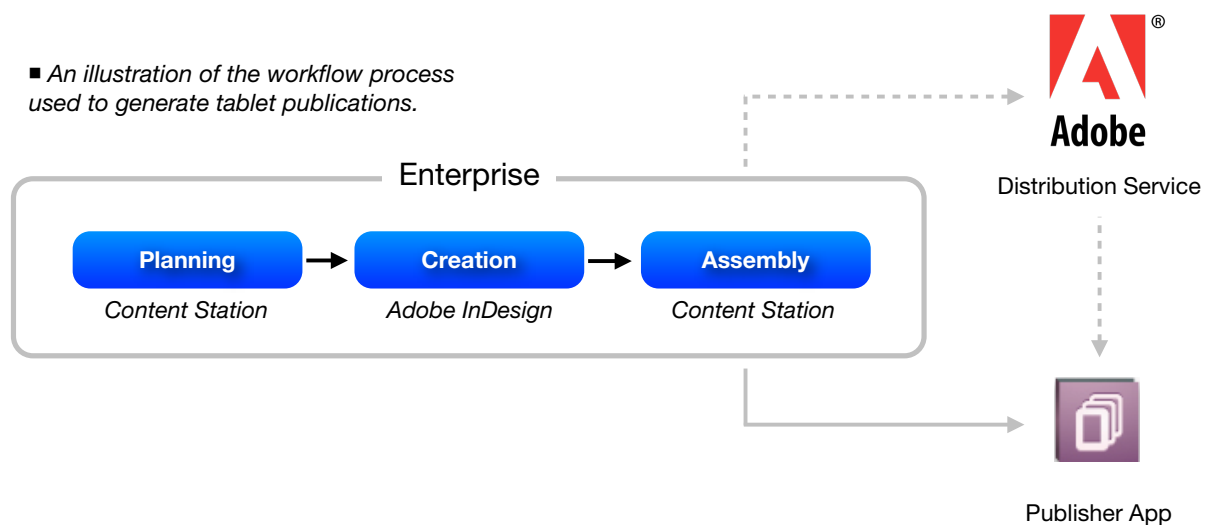 ■ An illustration of the workflow process
used to generate tablet publications.
®
Adobe
Distribution Service
Enterprise
Planning
Creation
Assembly
Content Station
Adobe InDesign
Content Station
Publisher App